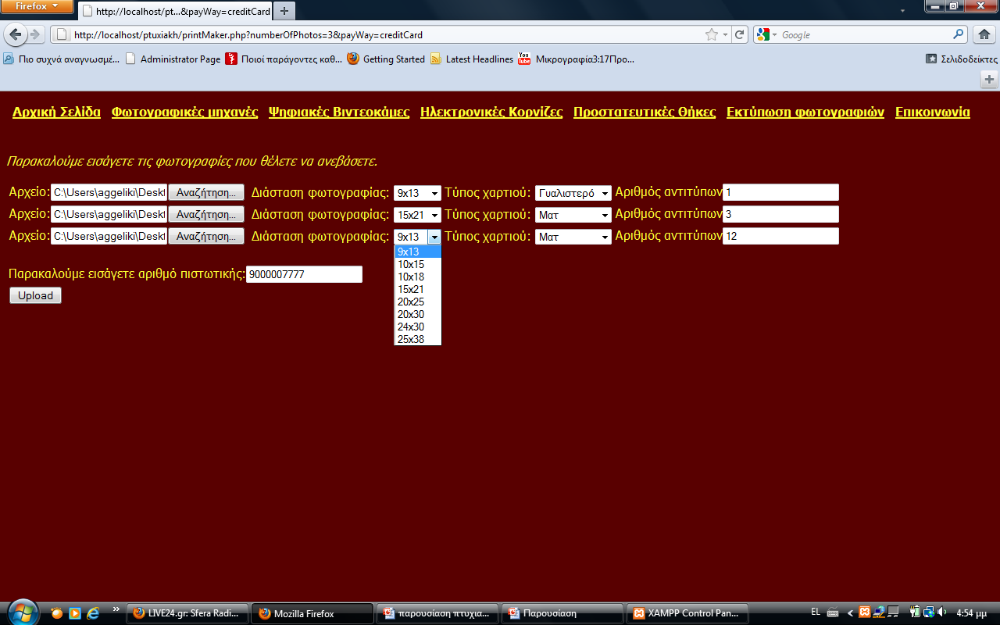 Firefox
http://localhost/pt...&payWay=creditCard
http://localhost/ptuxiakh/printMaker.php?numberOfPhotos=3&payWay=creditCard
Google
Πιο συχνά αναγνωσμέ...
Administrator Page
Ποιοί παράγοντες καθ...
Getting Started
Latest Headlines
You Tube
Μικρογραφία3:17Προ...
Σελιδοδείκτες
Αρχική Σελίδα Φωτογραφικές μηχανές Ψηφιακές Βιντεοκάμες Ηλεκτρονικές Κορνίζες Προστατευτικές Θήκες Εκτύπωση φωτογραφιών Επικοινωνία
Παρακαλούμε εισάγετε τις φωτογραφίες που θέλετε να ανεβάσετε.
Αρχείο: C:\Users\aggeliki\Deskt Αναζήτηση... Διάσταση φωτογραφίας: 9x13 Τύπος χαρτιού: Γυαλιστερό Αριθμός αντιτύπων 1
Αρχείο: C:\Users\aggeliki\Deskt Αναζήτηση... Διάσταση φωτογραφίας: 15x21 Τύπος χαρτιού: Ματ Αριθμός αντιτύπων 3
Αρχείο: C:\Users\aggeliki\Deskt Αναζήτηση... Διάσταση φωτογραφίας: 9x13 Τύπος χαρτιού: Ματ Αριθμός αντιτύπων 12
9x13
10x15
10x18
15x21
20x25
20x30
24x30
25x38
Παρακαλούμε εισάγετε αριθμό πιστωτικής: 9000007777
Upload
LIVE24.gr: Sfera Radi...
Mozilla Firefox
παρουσίαση πτυχια...
Παρουσίαση
XAMPP Control Pan...
EL
4:54 μμ